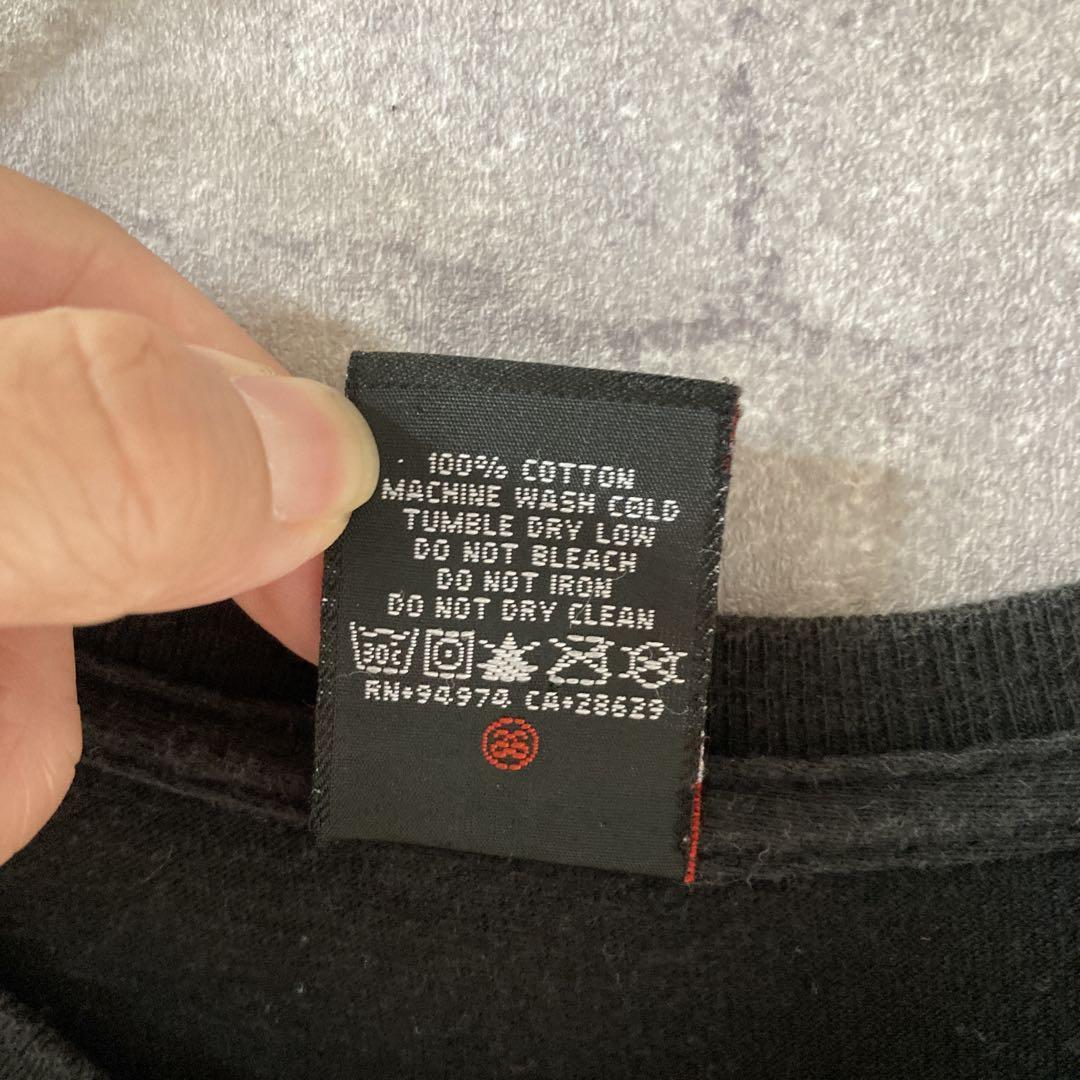 100% COTTON
MACHINE WASH COLD
TUMBLE DRY LOW
DO NOT BLEACH
DO NOT IRON
DO NOT DRY CLEAN
30C
RN•94974 CA•28629